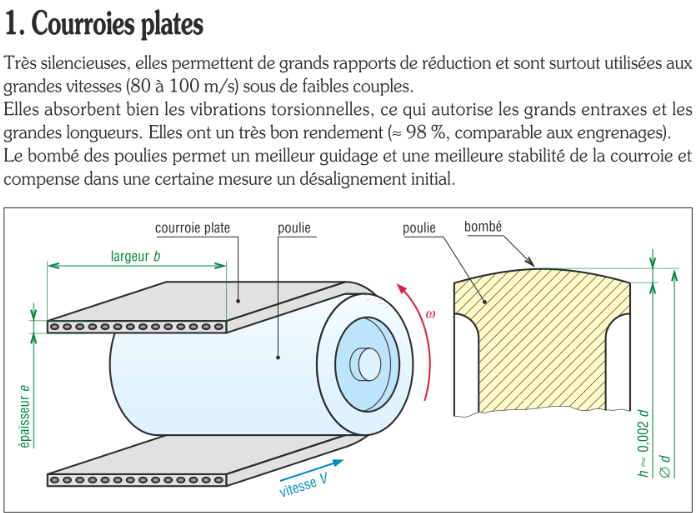 1. Courroies plates
Très silencieuses, elles permettent de grands rapports de réduction et sont surtout utilisées aux
grandes vitesses (80 à 100 m/s) sous de faibles couples.
Elles absorbent bien les vibrations torsionnelles, ce qui autorise les grands entraxes et les
grandes longueurs. Elles ont un très bon rendement (≈ 98 %, comparable aux engrenages).
Le bombé des poulies permet un meilleur guidage et une meilleure stabilité de la courroie et
compense dans une certaine mesure un désalignement initial.
courroie plate
poulie
poulie
bombé
largeur b
ω
épaisseur e
vitesse V
h ≈ 0,002 d
Ø d